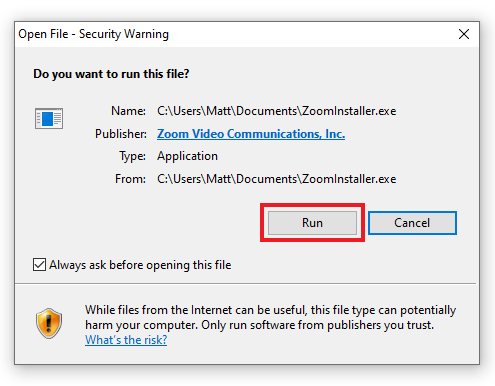 Open File - Security Warning
Do you want to run this file?
Name: C:\Users\Matt\Documents\ZoomInstaller.exe
Publisher: Zoom Video Communications, Inc.
Type: Application
From: C:\Users\Matt\Documents\ZoomInstaller.exe
Run Cancel
Always ask before opening this file
While files from the Internet can be useful, this file type can potentially
harm your computer. Only run software from publishers you trust.
What's the risk?